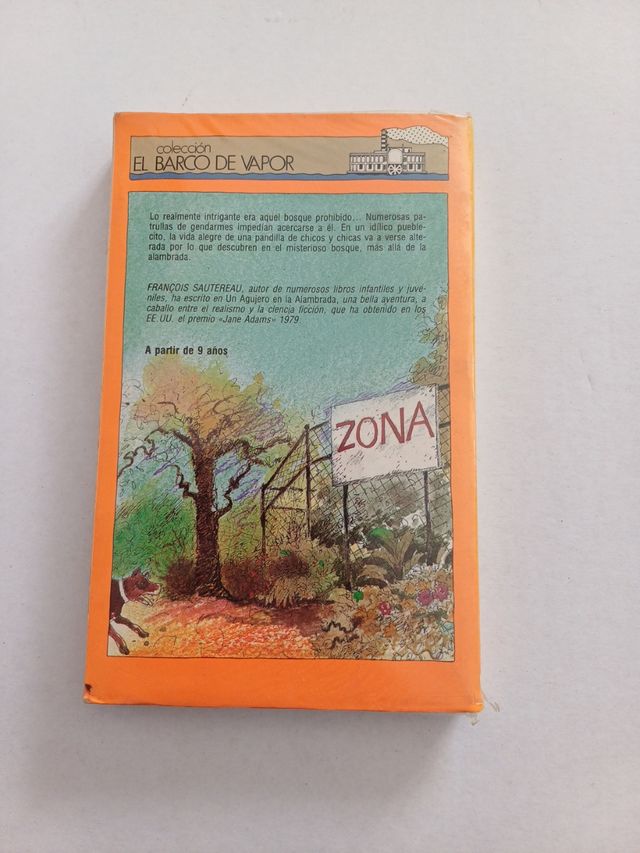 colección
EL BARCO DE VAPOR
Lo realmente intrigante era aquel bosque prohibido... Numerosas pa-
trullas de gendarmes impedían acercarse a él. En un idílico pueble-
cito, la vida alegre de una pandilla de chicos y chicas va a verse alte-
rada por lo que descubren en el misterioso bosque, más allá de la
alambrada.
FRANÇOIS SAUTEREAU, autor de numerosos libros infantiles y juve-
niles, ha escrito en Un Agujero en la Alambrada, una bella aventura, a
caballo entre el realismo y la ciencia ficción, que ha obtenido en los
EE.UU. el premio «Jane Adams» 1979.
A partir de 9 años
ZONA